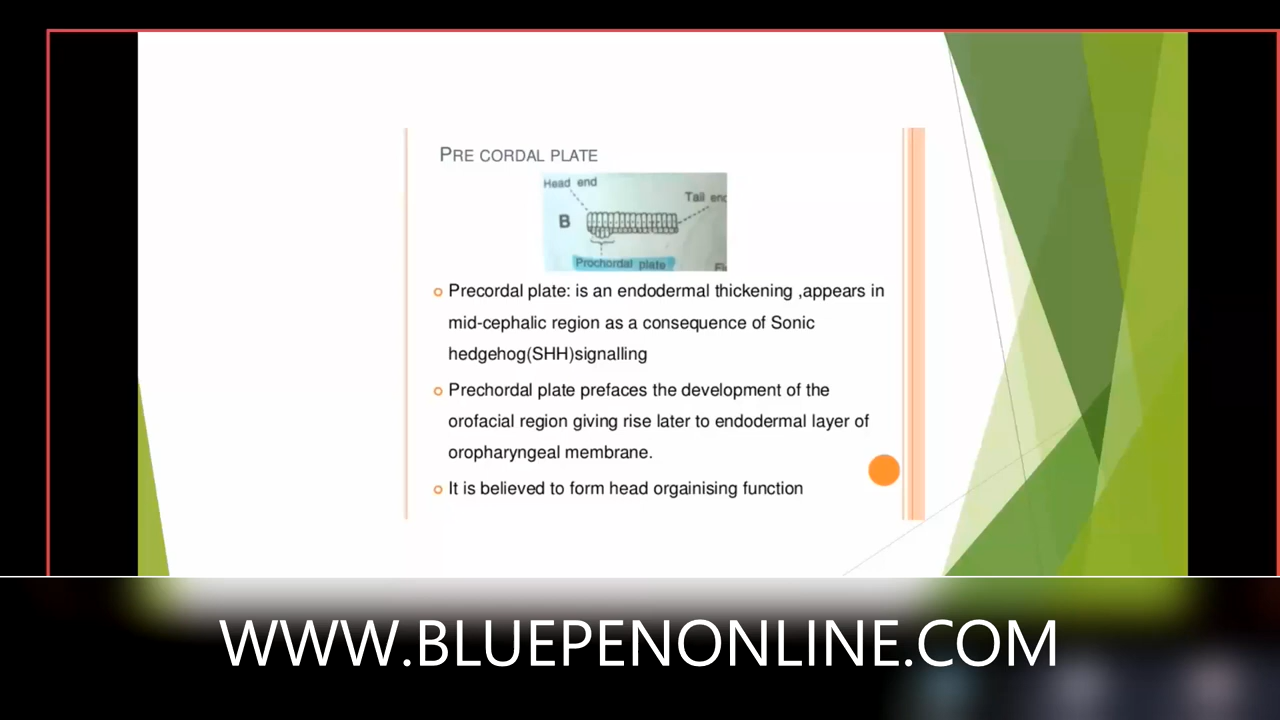 PRE CORDAL PLATE
Head end
Tail end
B
Prochordal plate
Precordal plate: is an endodermal thickening ,appears in
mid-cephalic region as a consequence of Sonic
hedgehog(SHH)signalling
Prechordal plate prefaces the development of the
orofacial region giving rise later to endodermal layer of
oropharyngeal membrane.
It is believed to form head orgainising function
WWW.BLUEPENONLINE.COM